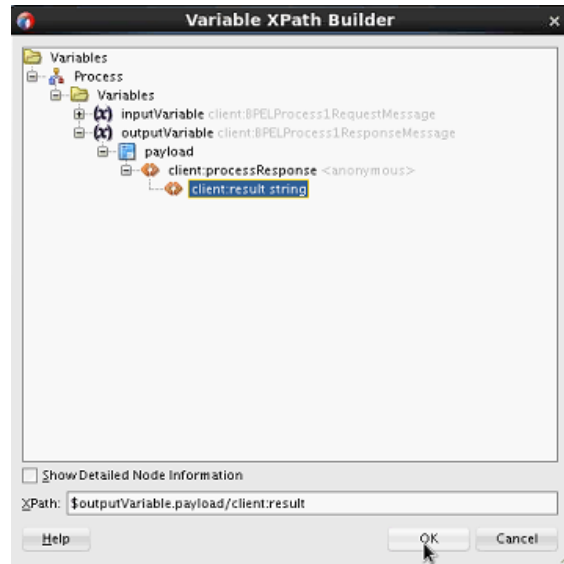 Variable XPath Builder
Variables
Process
Variables
(x) inputVariable client:BPELProcess1RequestMessage
(x) outputVariable client:BPELProcess1ResponseMessage
payload
client:processResponse <anonymous>
client:result string
Show Detailed Node Information
XPath: $outputVariable.payload/client:result
Help OK Cancel